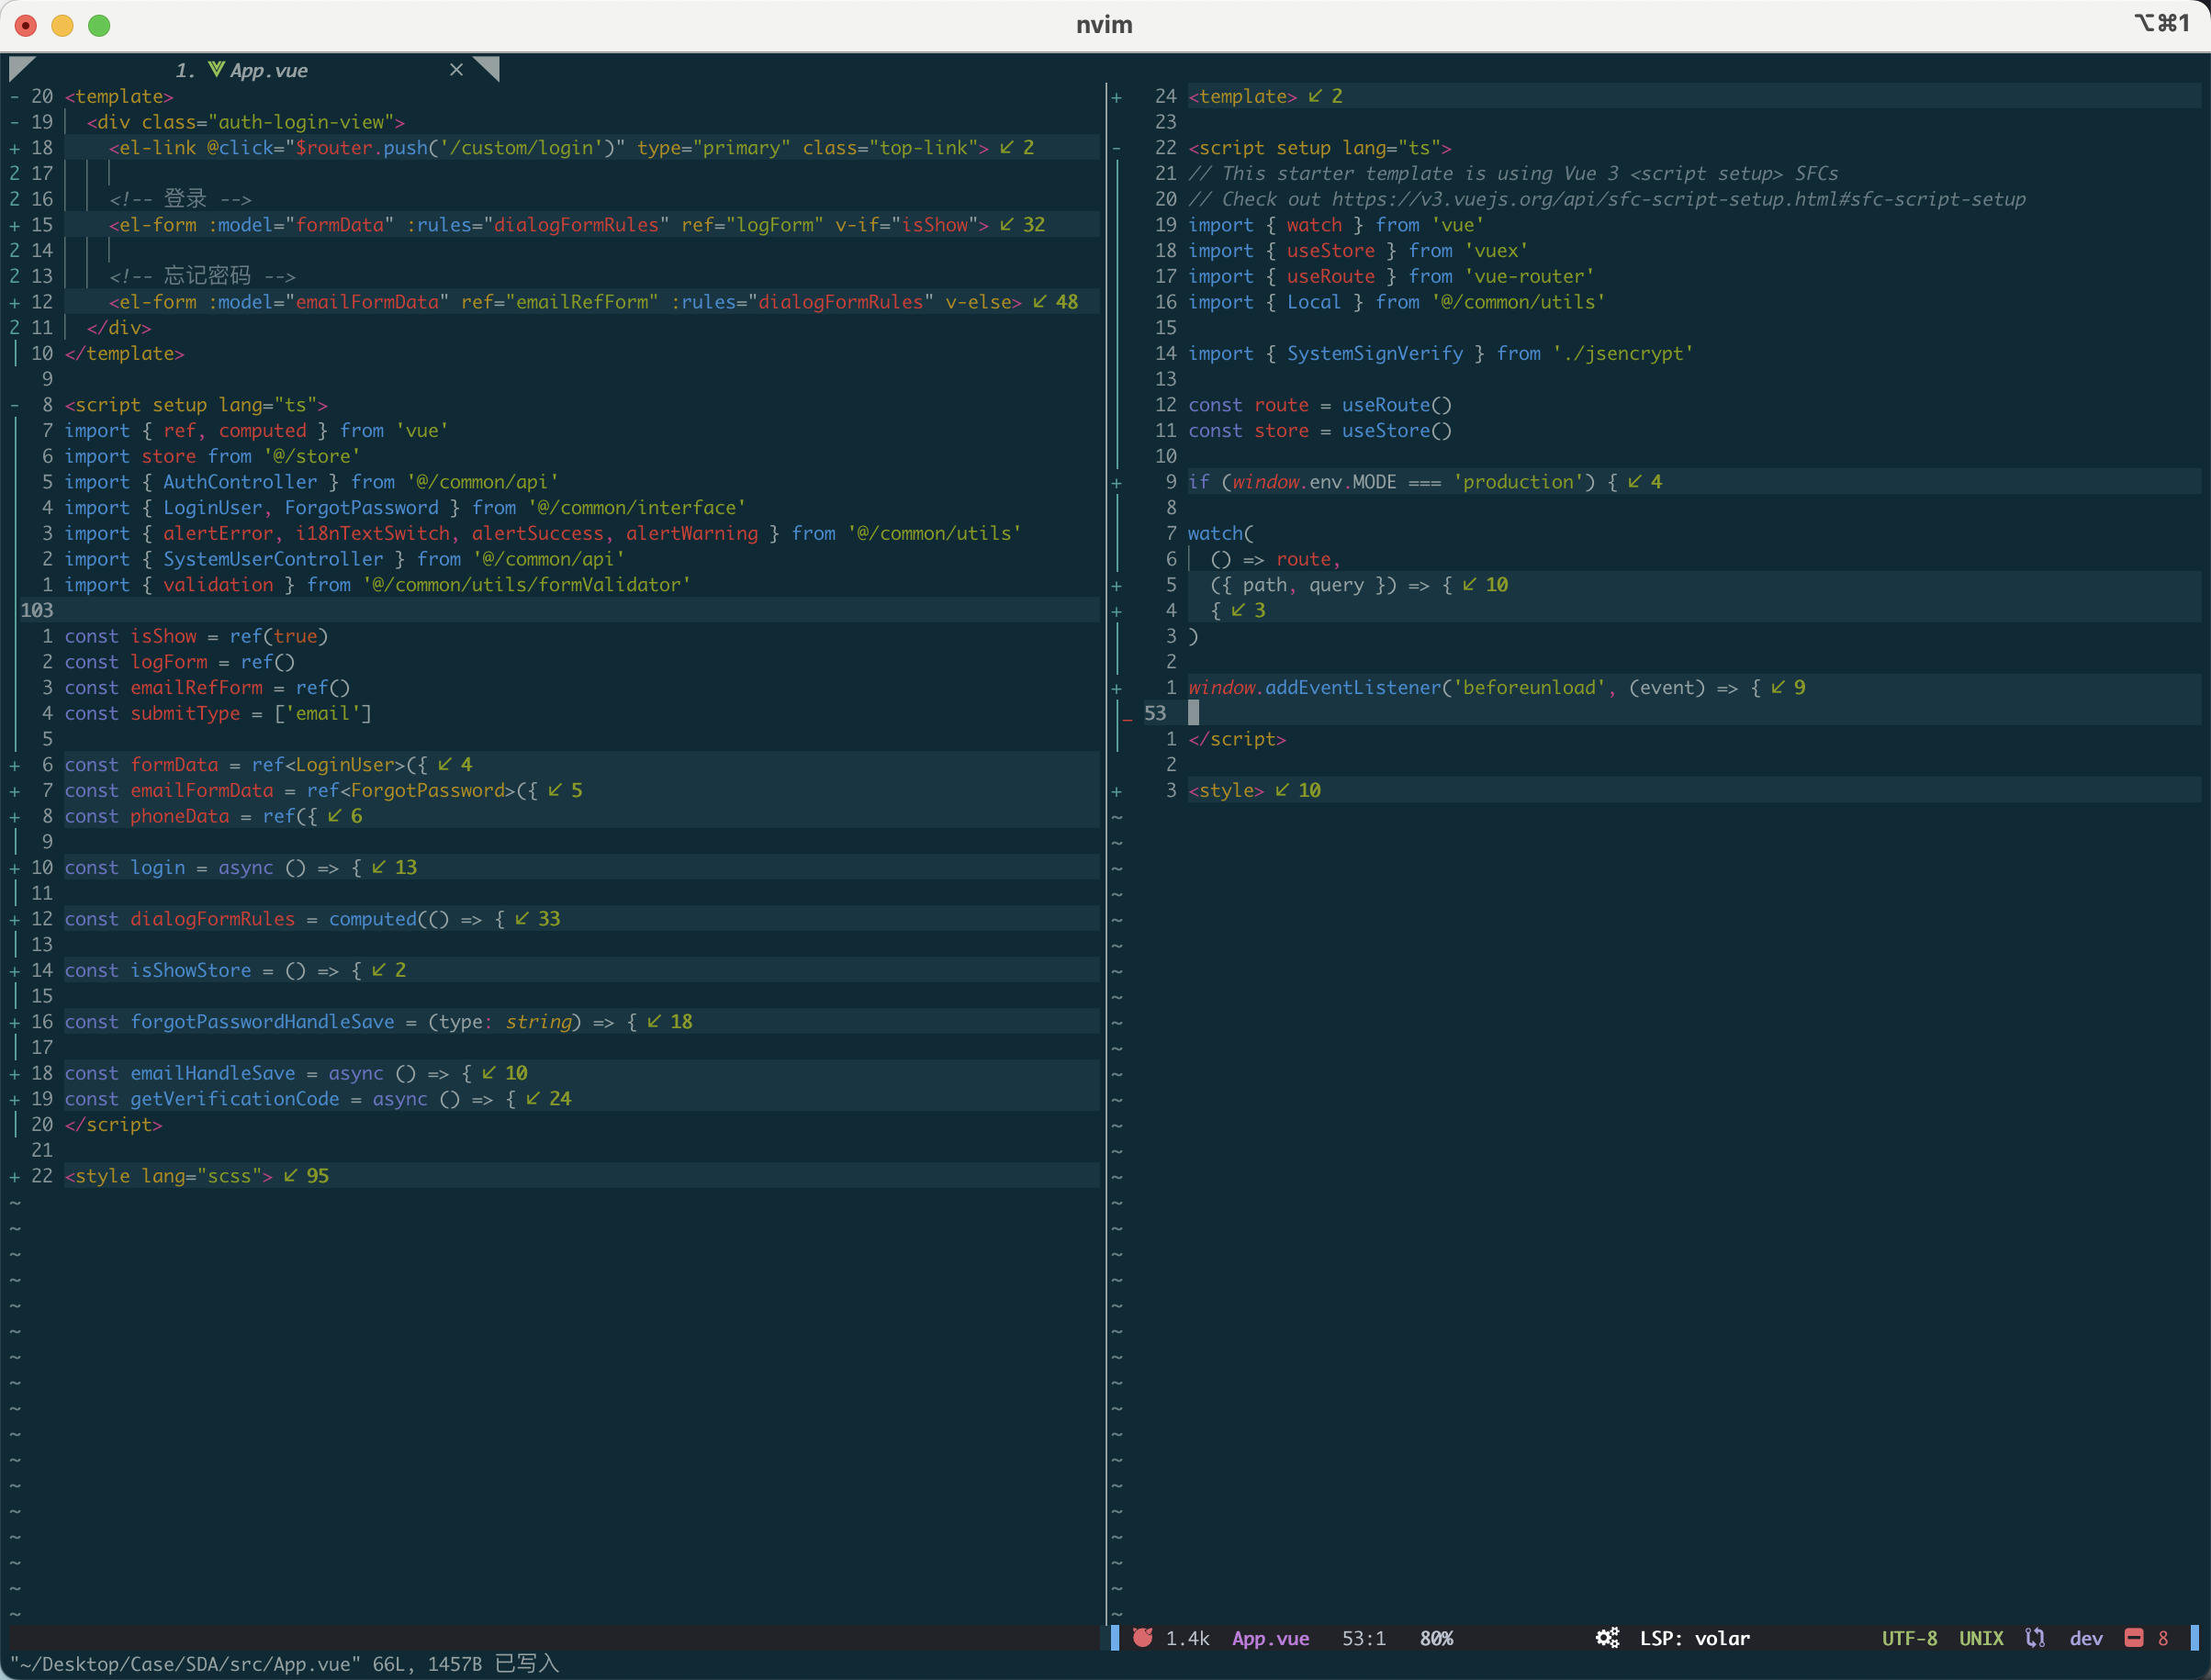 nvim
⌥⌘1
1. App.vue ×
- 20 <template>
- 19 <div class="auth-login-view">
+ 18 <el-link @click="$router.push('/custom/login')" type="primary" class="top-link"> ↙ 2
2 17
2 16 <!-- 登录 -->
+ 15 <el-form :model="formData" :rules="dialogFormRules" ref="logForm" v-if="isShow"> ↙ 32
2 14
2 13 <!-- 忘记密码 -->
+ 12 <el-form :model="emailFormData" ref="emailRefForm" :rules="dialogFormRules" v-else> ↙ 48
2 11 </div>
10 </template>
9
- 8 <script setup lang="ts">
7 import { ref, computed } from 'vue'
6 import store from '@/store'
5 import { AuthController } from '@/common/api'
4 import { LoginUser, ForgotPassword } from '@/common/interface'
3 import { alertError, i18nTextSwitch, alertSuccess, alertWarning } from '@/common/utils'
2 import { SystemUserController } from '@/common/api'
1 import { validation } from '@/common/utils/formValidator'
103
1 const isShow = ref(true)
2 const logForm = ref()
3 const emailRefForm = ref()
4 const submitType = ['email']
5
+ 6 const formData = ref<LoginUser>({ ↙ 4
+ 7 const emailFormData = ref<ForgotPassword>({ ↙ 5
+ 8 const phoneData = ref({ ↙ 6
9
+ 10 const login = async () => { ↙ 13
11
+ 12 const dialogFormRules = computed(() => { ↙ 33
13
+ 14 const isShowStore = () => { ↙ 2
15
+ 16 const forgotPasswordHandleSave = (type: string) => { ↙ 18
17
+ 18 const emailHandleSave = async () => { ↙ 10
+ 19 const getVerificationCode = async () => { ↙ 24
20 </script>
21
+ 22 <style lang="scss"> ↙ 95
+ 24 <template> ↙ 2
23
- 22 <script setup lang="ts">
21 // This starter template is using Vue 3 <script setup> SFCs
20 // Check out https://v3.vuejs.org/api/sfc-script-setup.html#sfc-script-setup
19 import { watch } from 'vue'
18 import { useStore } from 'vuex'
17 import { useRoute } from 'vue-router'
16 import { Local } from '@/common/utils'
15
14 import { SystemSignVerify } from './jsencrypt'
13
12 const route = useRoute()
11 const store = useStore()
10
+ 9 if (window.env.MODE === 'production') { ↙ 4
8
7 watch(
6 () => route,
+ 5 ({ path, query }) => { ↙ 10
+ 4 { ↙ 3
3 )
2
+ 1 window.addEventListener('beforeunload', (event) => { ↙ 9
_ 53
1 </script>
2
+ 3 <style> ↙ 10
1.4k App.vue 53:1 80% LSP: volar UTF-8 UNIX dev 8
"~/Desktop/Case/SDA/src/App.vue" 66L, 1457B 已写入